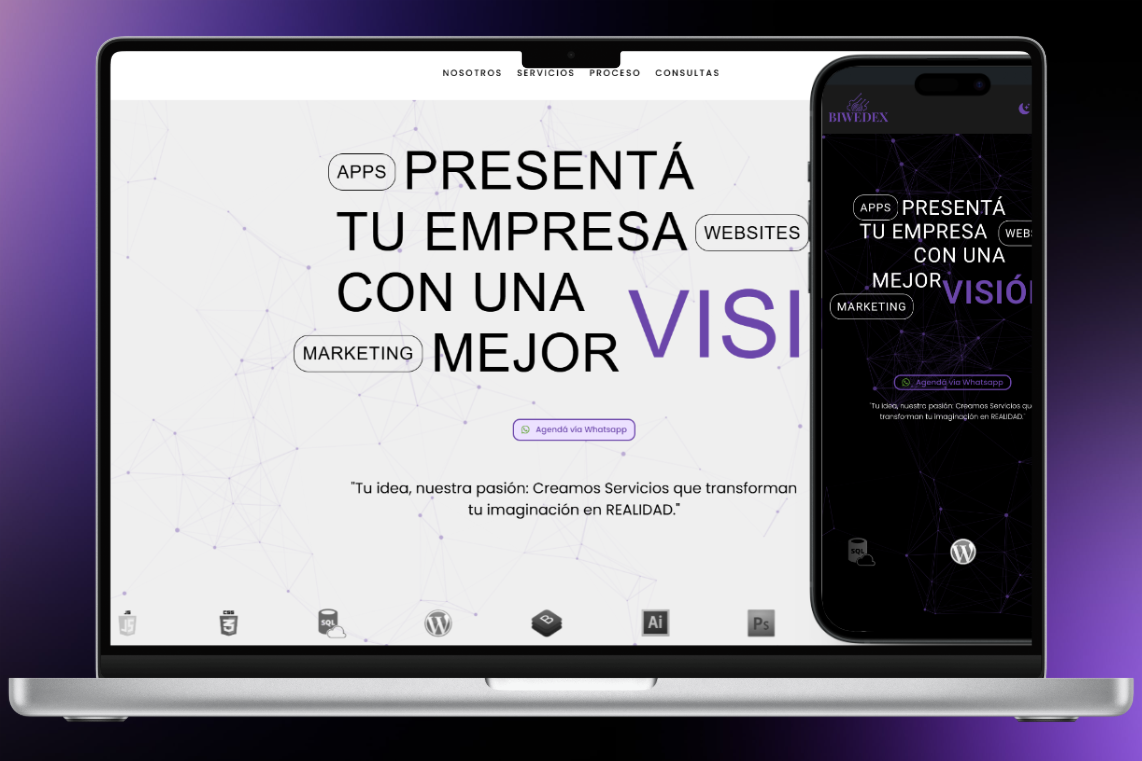 NOSOTROS SERVICIOS PROCESO CONSULTAS
APPS PRESENTÁ
TU EMPRESA WEBSITES
CON UNA
VISI
MARKETING MEJOR
Agendá via Whatsapp
"Tu idea, nuestra pasión: Creamos Servicios que transforman
tu imaginación en REALIDAD."
JS
CSS
SQL
Ai
Ps
BIWEDEX
APPS PRESENTÁ
TU EMPRESA WEB
CON UNA
MEJOR VISIÓ
MARKETING
Agendá via Whatsapp
"Tu idea, nuestra pasión: Creamos Servicios qu
transforman tu imaginación en REALIDAD."
SQL